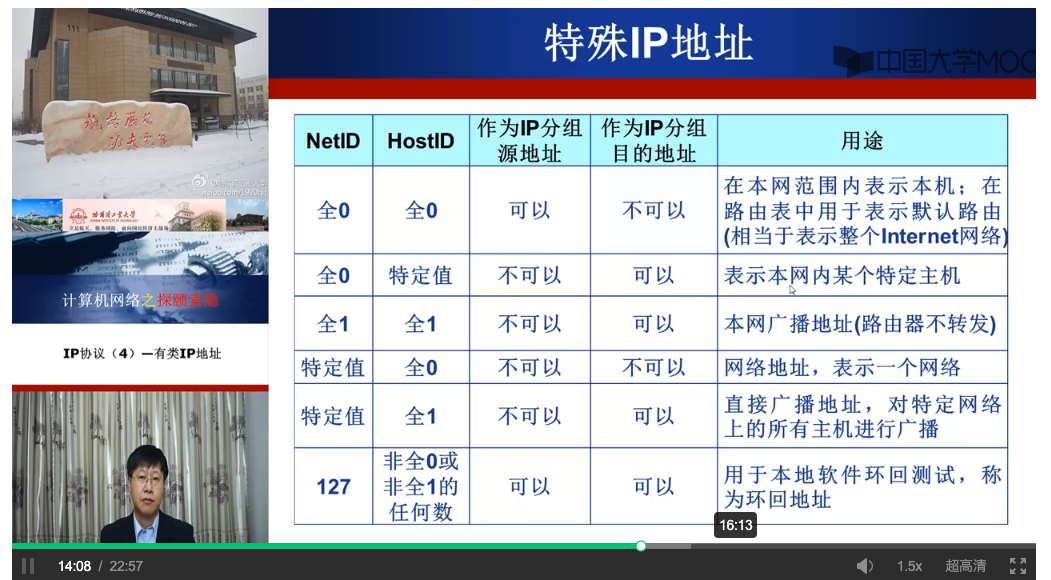 特殊IP地址
中国大学MOO
NetID HostID 作为IP分组源地址 作为IP分组目的地址 用途
全0 全0 可以 不可以 在本网范围内表示本机；在
路由表中用于表示默认路由
(相当于表示整个Internet网络)
全0 特定值 不可以 可以 表示本网内某个特定主机
全1 全1 不可以 可以 本网广播地址(路由器不转发)
特定值 全0 不可以 不可以 网络地址，表示一个网络
特定值 全1 不可以 可以 直接广播地址，对特定网络
上的所有主机进行广播
127 非全0或
非全1的
任何数 可以 可以 用于本地软件环回测试，称
为环回地址
规格严格
功夫到家
哈尔滨工业大学
计算机网络之探赜索隐
IP协议（4）—有类IP地址
16:13
14:08 / 22:57
1.5x 超高清